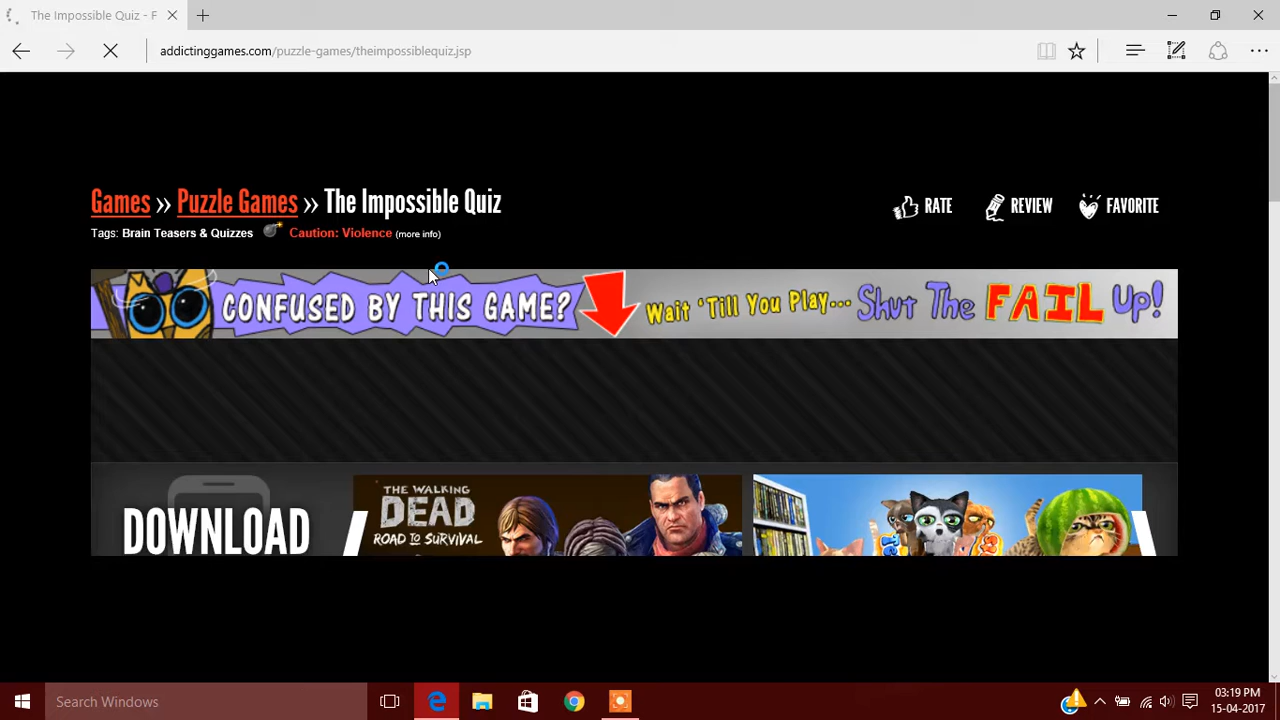 The Impossible Quiz - F
addictinggames.com/puzzle-games/theimpossiblequiz.jsp
Games » Puzzle Games » The Impossible Quiz
RATE REVIEW FAVORITE
Tags: Brain Teasers & Quizzes Caution: Violence (more info)
CONFUSED BY THIS GAME? Wait 'Till You Play... Shut The FAIL Up!
DOWNLOAD
THE WALKING
DEAD
ROAD TO SURVIVAL
Search Windows
03:19 PM
15-04-2017